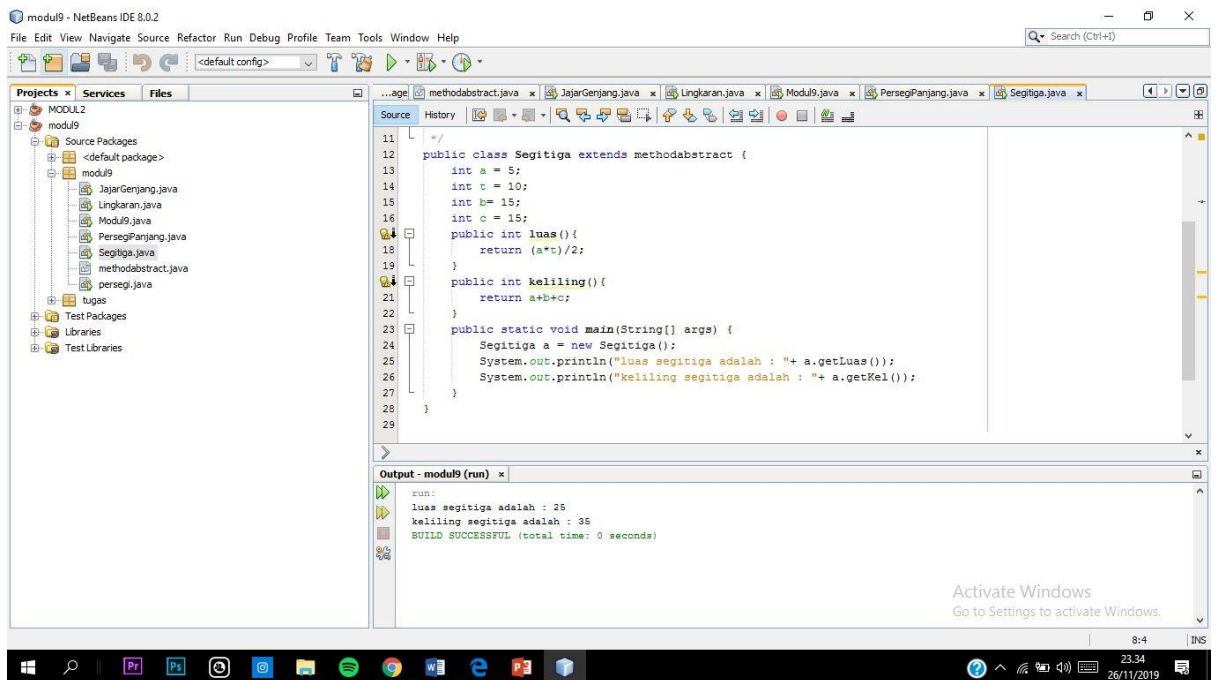 modul9 - NetBeans IDE 8.0.2
File Edit View Navigate Source Refactor Run Debug Profile Team Tools Window Help
Search (Ctrl+I)
<default config>
Projects Services Files
MODUL2
modul9
Source Packages
<default package>
modul9
JajarGenjang.java
Lingkaran.java
Modul9.java
PersegiPanjang.java
Segitiga.java
methodabstract.java
persegi.java
tugas
Test Packages
Libraries
Test Libraries
...age methodabstract.java JajarGenjang.java Lingkaran.java Modul9.java PersegiPanjang.java Segitiga.java
Source History
11 */
12 public class Segitiga extends methodabstract {
13 int a = 5;
14 int t = 10;
15 int b= 15;
16 int c = 15;
public int luas(){
18 return (a*t)/2;
19 }
public int keliling(){
21 return a+b+c;
22 }
23 public static void main(String[] args) {
24 Segitiga a = new Segitiga();
25 System.out.println("luas segitiga adalah : "+ a.getLuas());
26 System.out.println("keliling segitiga adalah : "+ a.getKel());
27 }
28 }
29
Output - modul9 (run)
run:
luas segitiga adalah : 25
keliling segitiga adalah : 35
BUILD SUCCESSFUL (total time: 0 seconds)
Activate Windows
Go to Settings to activate Windows.
8:4 INS
Pr Ps
23.34
26/11/2019